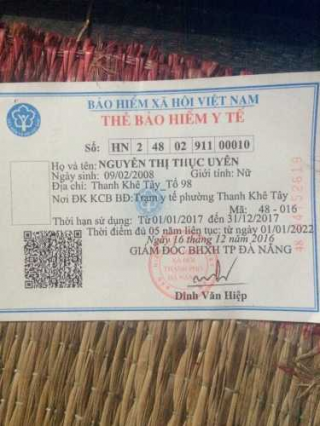 BẢO HIỂM XÃ HỘI VIỆT NAM
THẺ BẢO HIỂM Y TẾ
Số: HN 2 48 02 911 00010
Họ và tên: NGUYỄN THỊ THỤC UYÊN
Ngày sinh: 09/02/2008 Giới tính: Nữ
Địa chỉ: Thanh Khê Tây_Tổ 98
Nơi ĐK KCB BĐ: Trạm y tế phường Thanh Khê Tây
Mã: 48 - 016
Thời hạn sử dụng: Từ 01/01/2017 đến 31/12/2017
Thời điểm đủ 05 năm liên tục: từ ngày 01/01/2022
Ngày 16 tháng 12 năm 2016
GIÁM ĐỐC BHXH TP ĐÀ NẴNG
Đinh Văn Hiệp